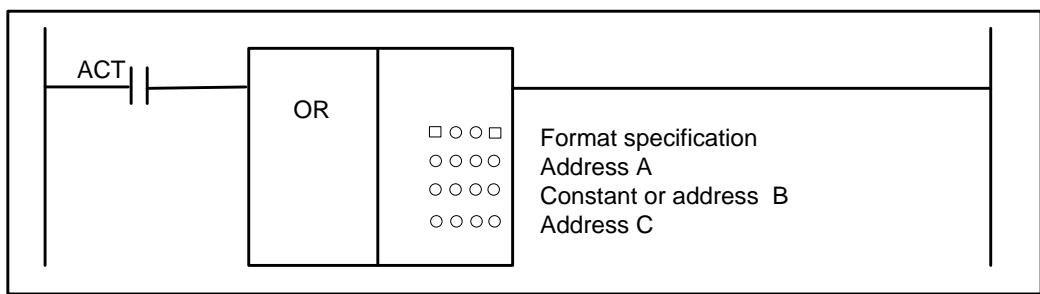 ACT
OR
□○○□ Format specification
○○○○ Address A
○○○○ Constant or address B
○○○○ Address C